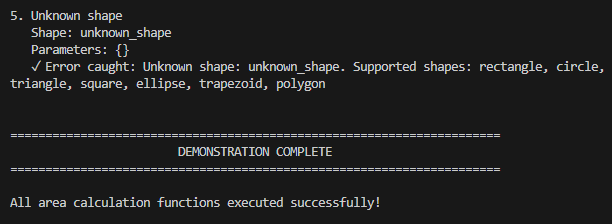 5. Unknown shape
Shape: unknown_shape
Parameters: {}
✓ Error caught: Unknown shape: unknown_shape. Supported shapes: rectangle, circle,
triangle, square, ellipse, trapezoid, polygon
======================================================================
DEMONSTRATION COMPLETE
======================================================================
All area calculation functions executed successfully!